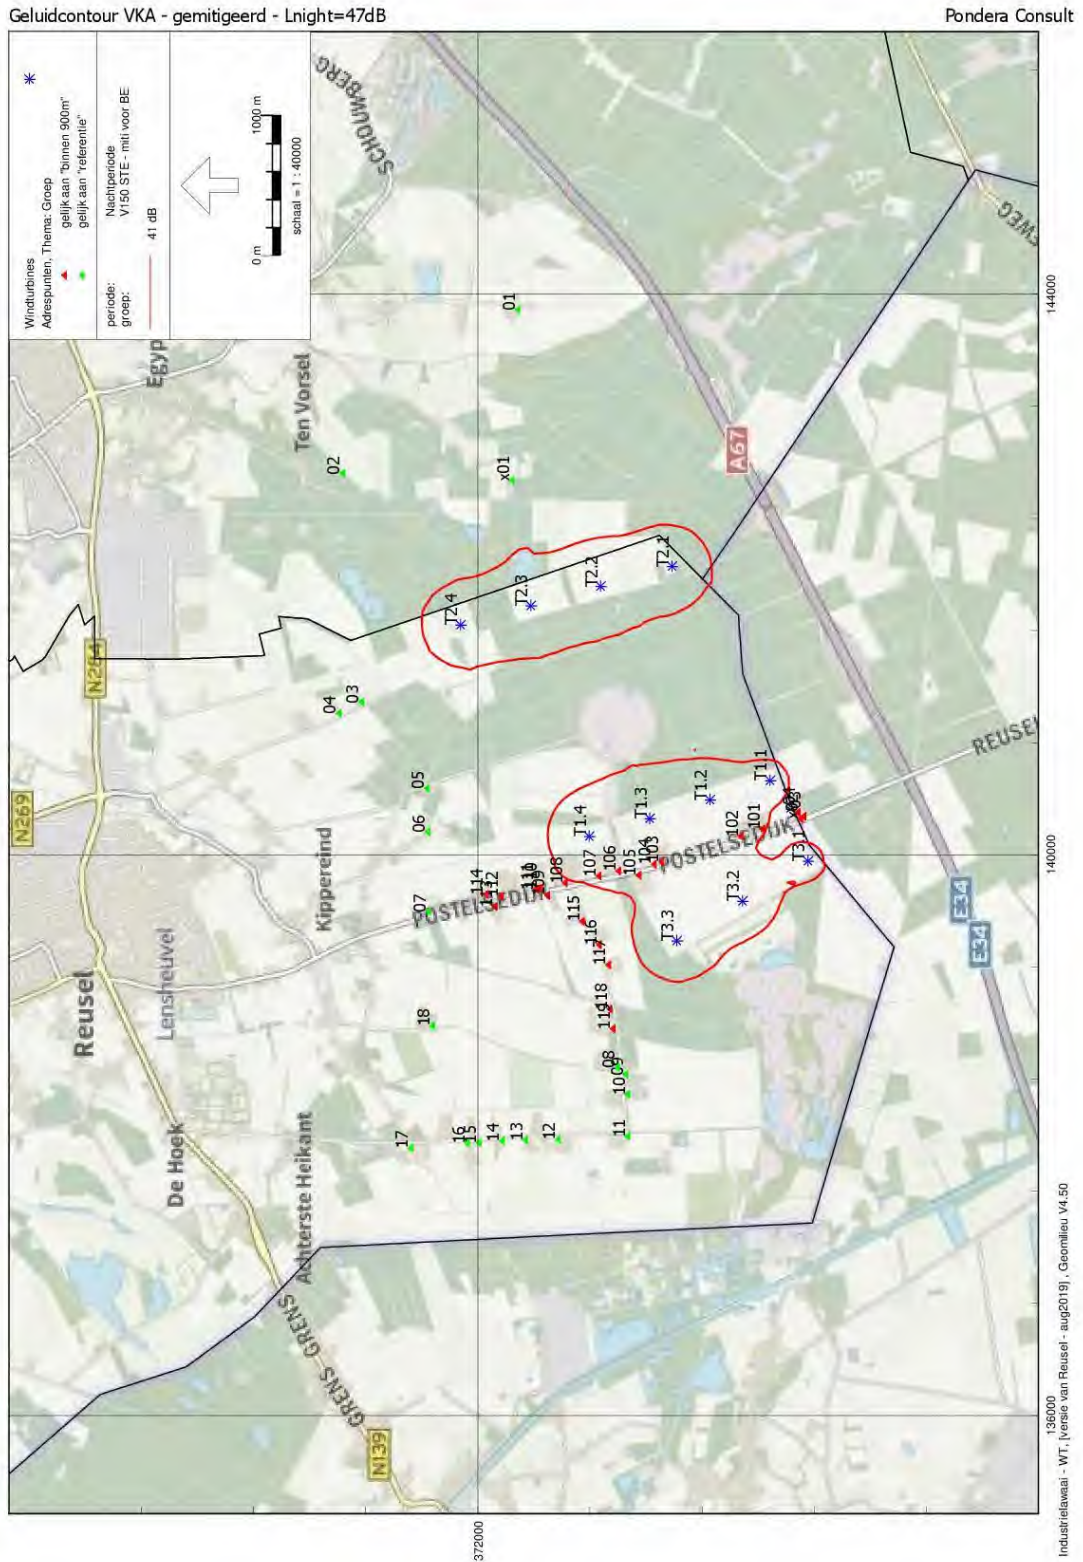 Geluidcontour VKA - gemitigeerd - Lnight=47dB
Pondera Consult
Windturbines
Adrespunten, Thema: Groep
gelijk aan "binnen 900m"
gelijk aan "referentie"
periode: Nachtperiode
groep: V150 STE - miti voor BE
41 dB
0 m 1000 m
schaal = 1 : 40000
SCHOUWBERG
Egyp
Ten Vorsel
01
02
x01
A67
N284
N269
T2.4
T2.3
T2.2
T2.1
04
03
05
06
07
Kippereind
Reusel
Lensheuvel
De Hoek
Achterste Heikant
POSTELSEDIJK
POSTELSEDIJK
REUSEL
T1.4
T1.3
T1.2
T1.1
T3.1
T3.2
T3.3
101
102
103
104
105
106
107
108
109
110
112
113
114
115
116
117
118
119
08
09
10
11
12
13
14
15
16
17
18
E34
E34
GRENS
GRENS
N139
EWEG
144000
140000
136000
372000
Industrielawaai - WT, [versie van Reusel - aug2019] , Geomilieu V4.50